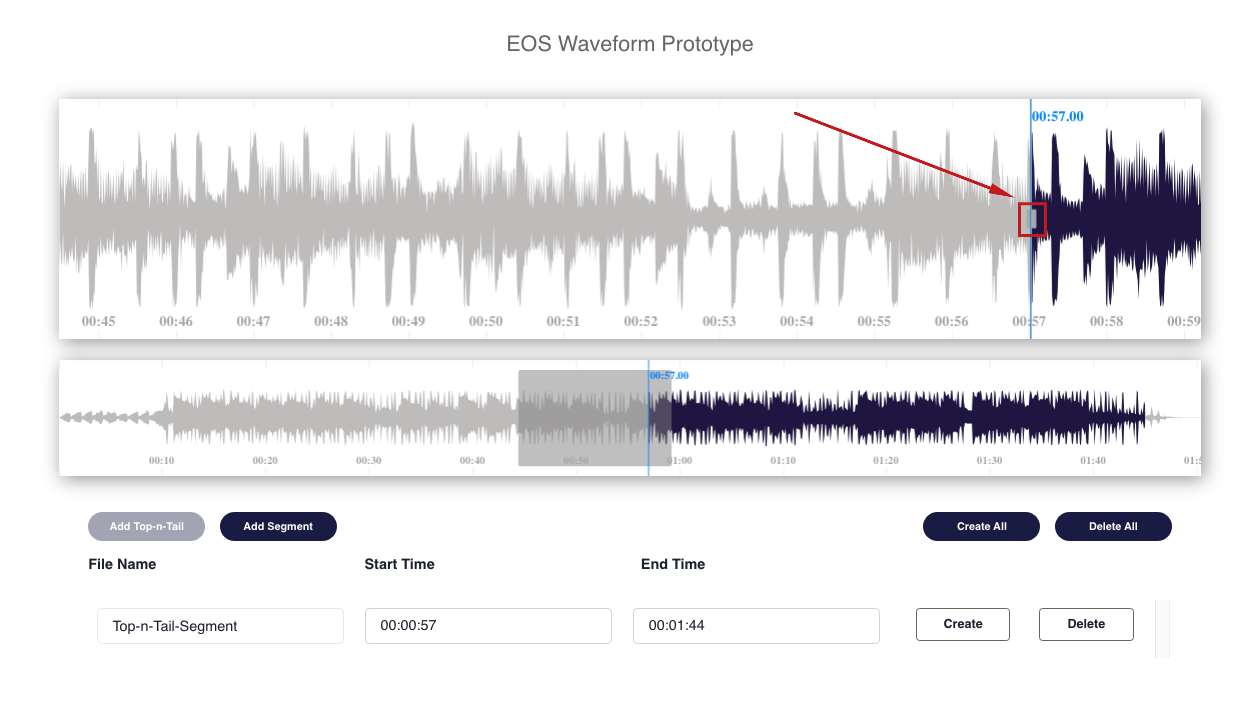 EOS Waveform Prototype
00:57.00
00:45 00:46 00:47 00:48 00:49 00:50 00:51 00:52 00:53 00:54 00:55 00:56 00:57 00:58 00:59
00:57.00
00:10 00:20 00:30 00:40 00:50 01:00 01:10 01:20 01:30 01:40 01:5
Add Top-n-Tail Add Segment Create All Delete All
File Name Start Time End Time
Top-n-Tail-Segment 00:00:57 00:01:44 Create Delete